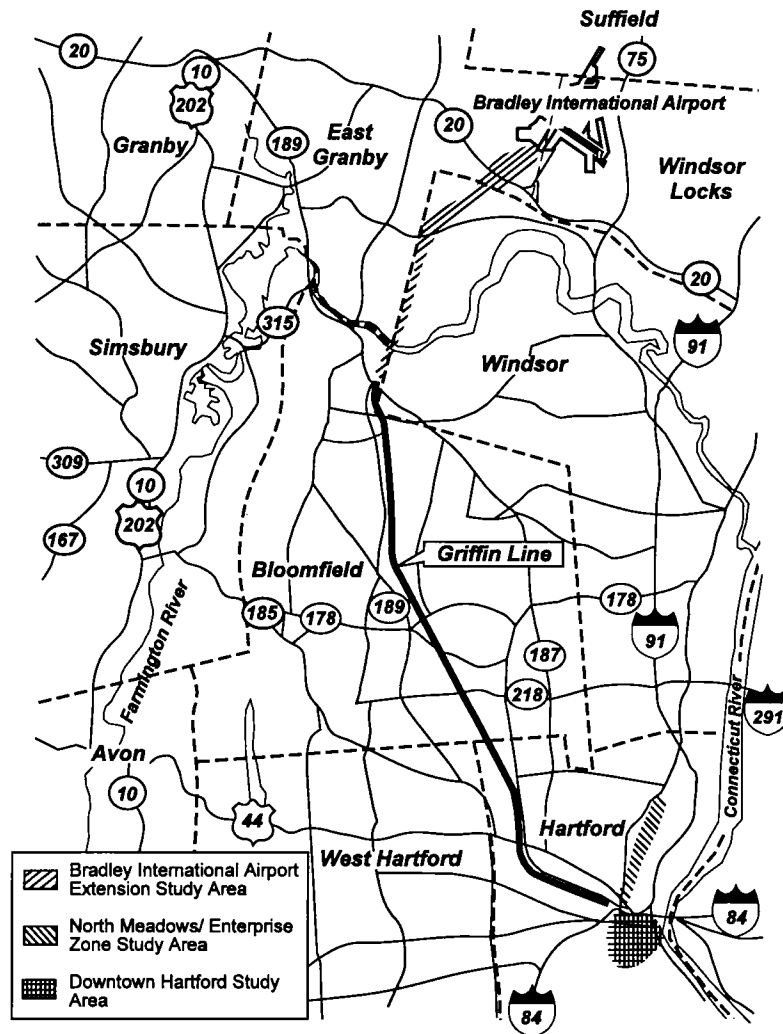 Suffield
20
10
75
202
Bradley International Airport
Granby
189
East
Granby
20
Windsor
Locks
20
315
Simsbury
Windsor
91
309
10
202
167
Griffin Line
Bloomfield
185
178
189
178
91
187
218
291
Farmington River
Connecticut River
Avon
10
44
Hartford
West Hartford
84
84
Bradley International Airport
Extension Study Area
North Meadows/ Enterprise
Zone Study Area
Downtown Hartford Study
Area